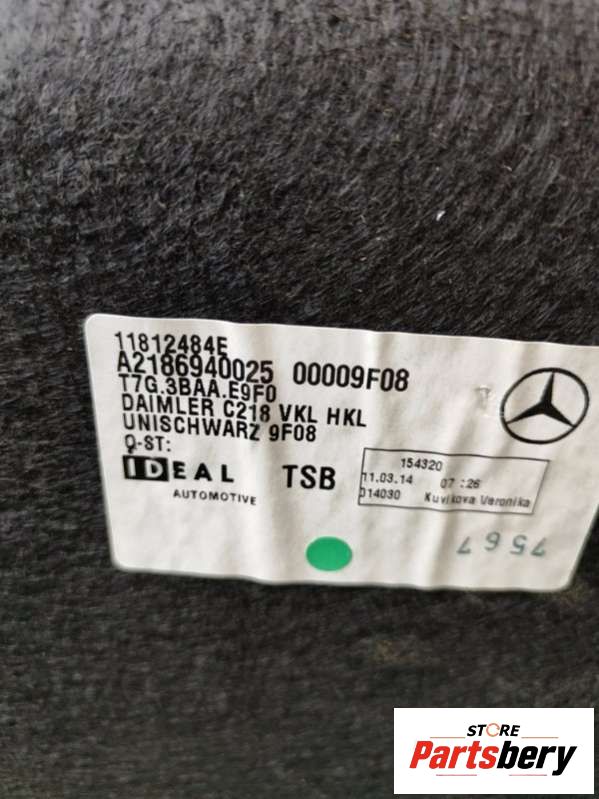 11812484E
A2186940025 00009F08
T7G.3BAA.E9F0
DAIMLER C218 VKL HKL
UNISCHWARZ 9F08
Q-ST:
IDEAL TSB
AUTOMOTIVE
154320
11.03.14 07:26
014030 Kuvikova Veronika
7567
STORE
Partsbery